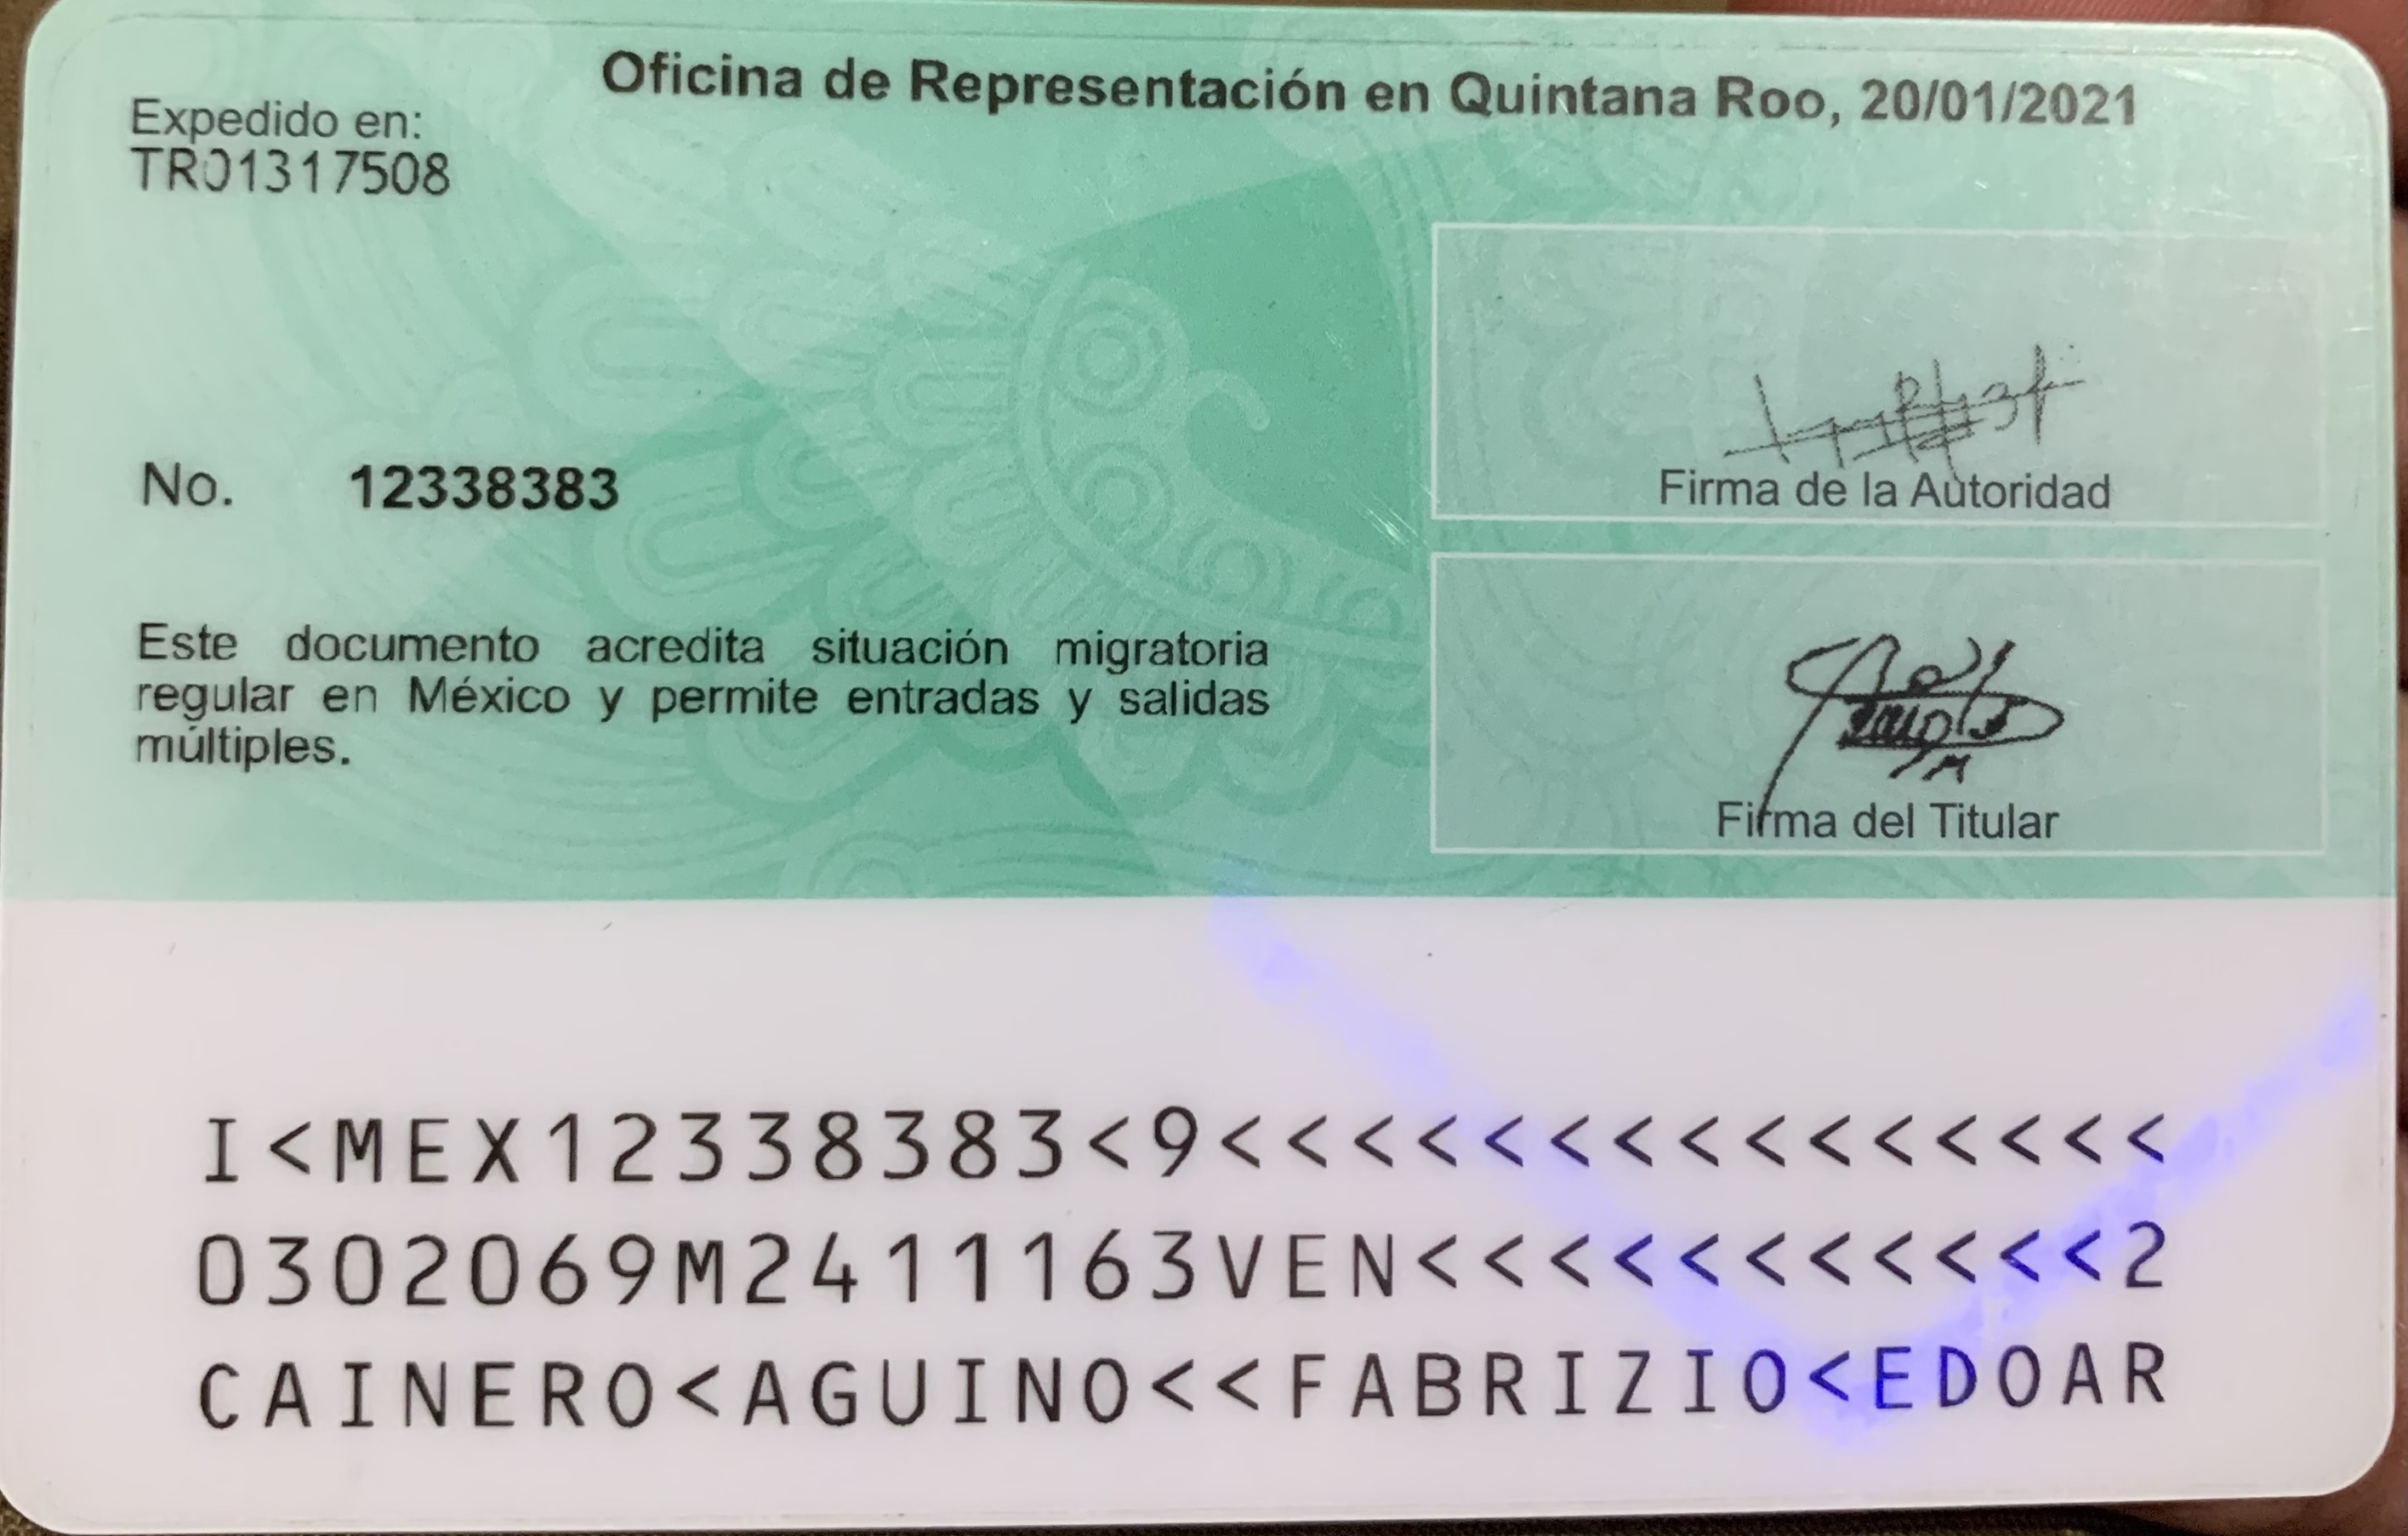 Oficina de Representación en Quintana Roo, 20/01/2021
Expedido en:
TR01317508
No. 12338383
Firma de la Autoridad
Este documento acredita situación migratoria
regular en México y permite entradas y salidas
múltiples.
Firma del Titular
I<MEX12338383<9<<<<<<<<<<<<<<<
0302069M2411163VEN<<<<<<<<<<<2
CAINERO<AGUINO<<FABRIZIO<EDOAR